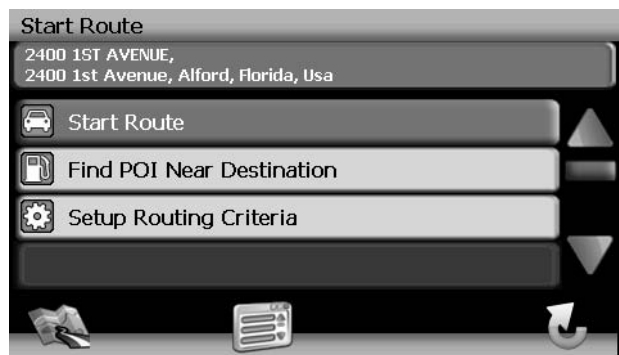 Start Route
2400 1ST AVENUE,
2400 1st Avenue, Alford, Florida, Usa
Start Route
Find POI Near Destination
Setup Routing Criteria